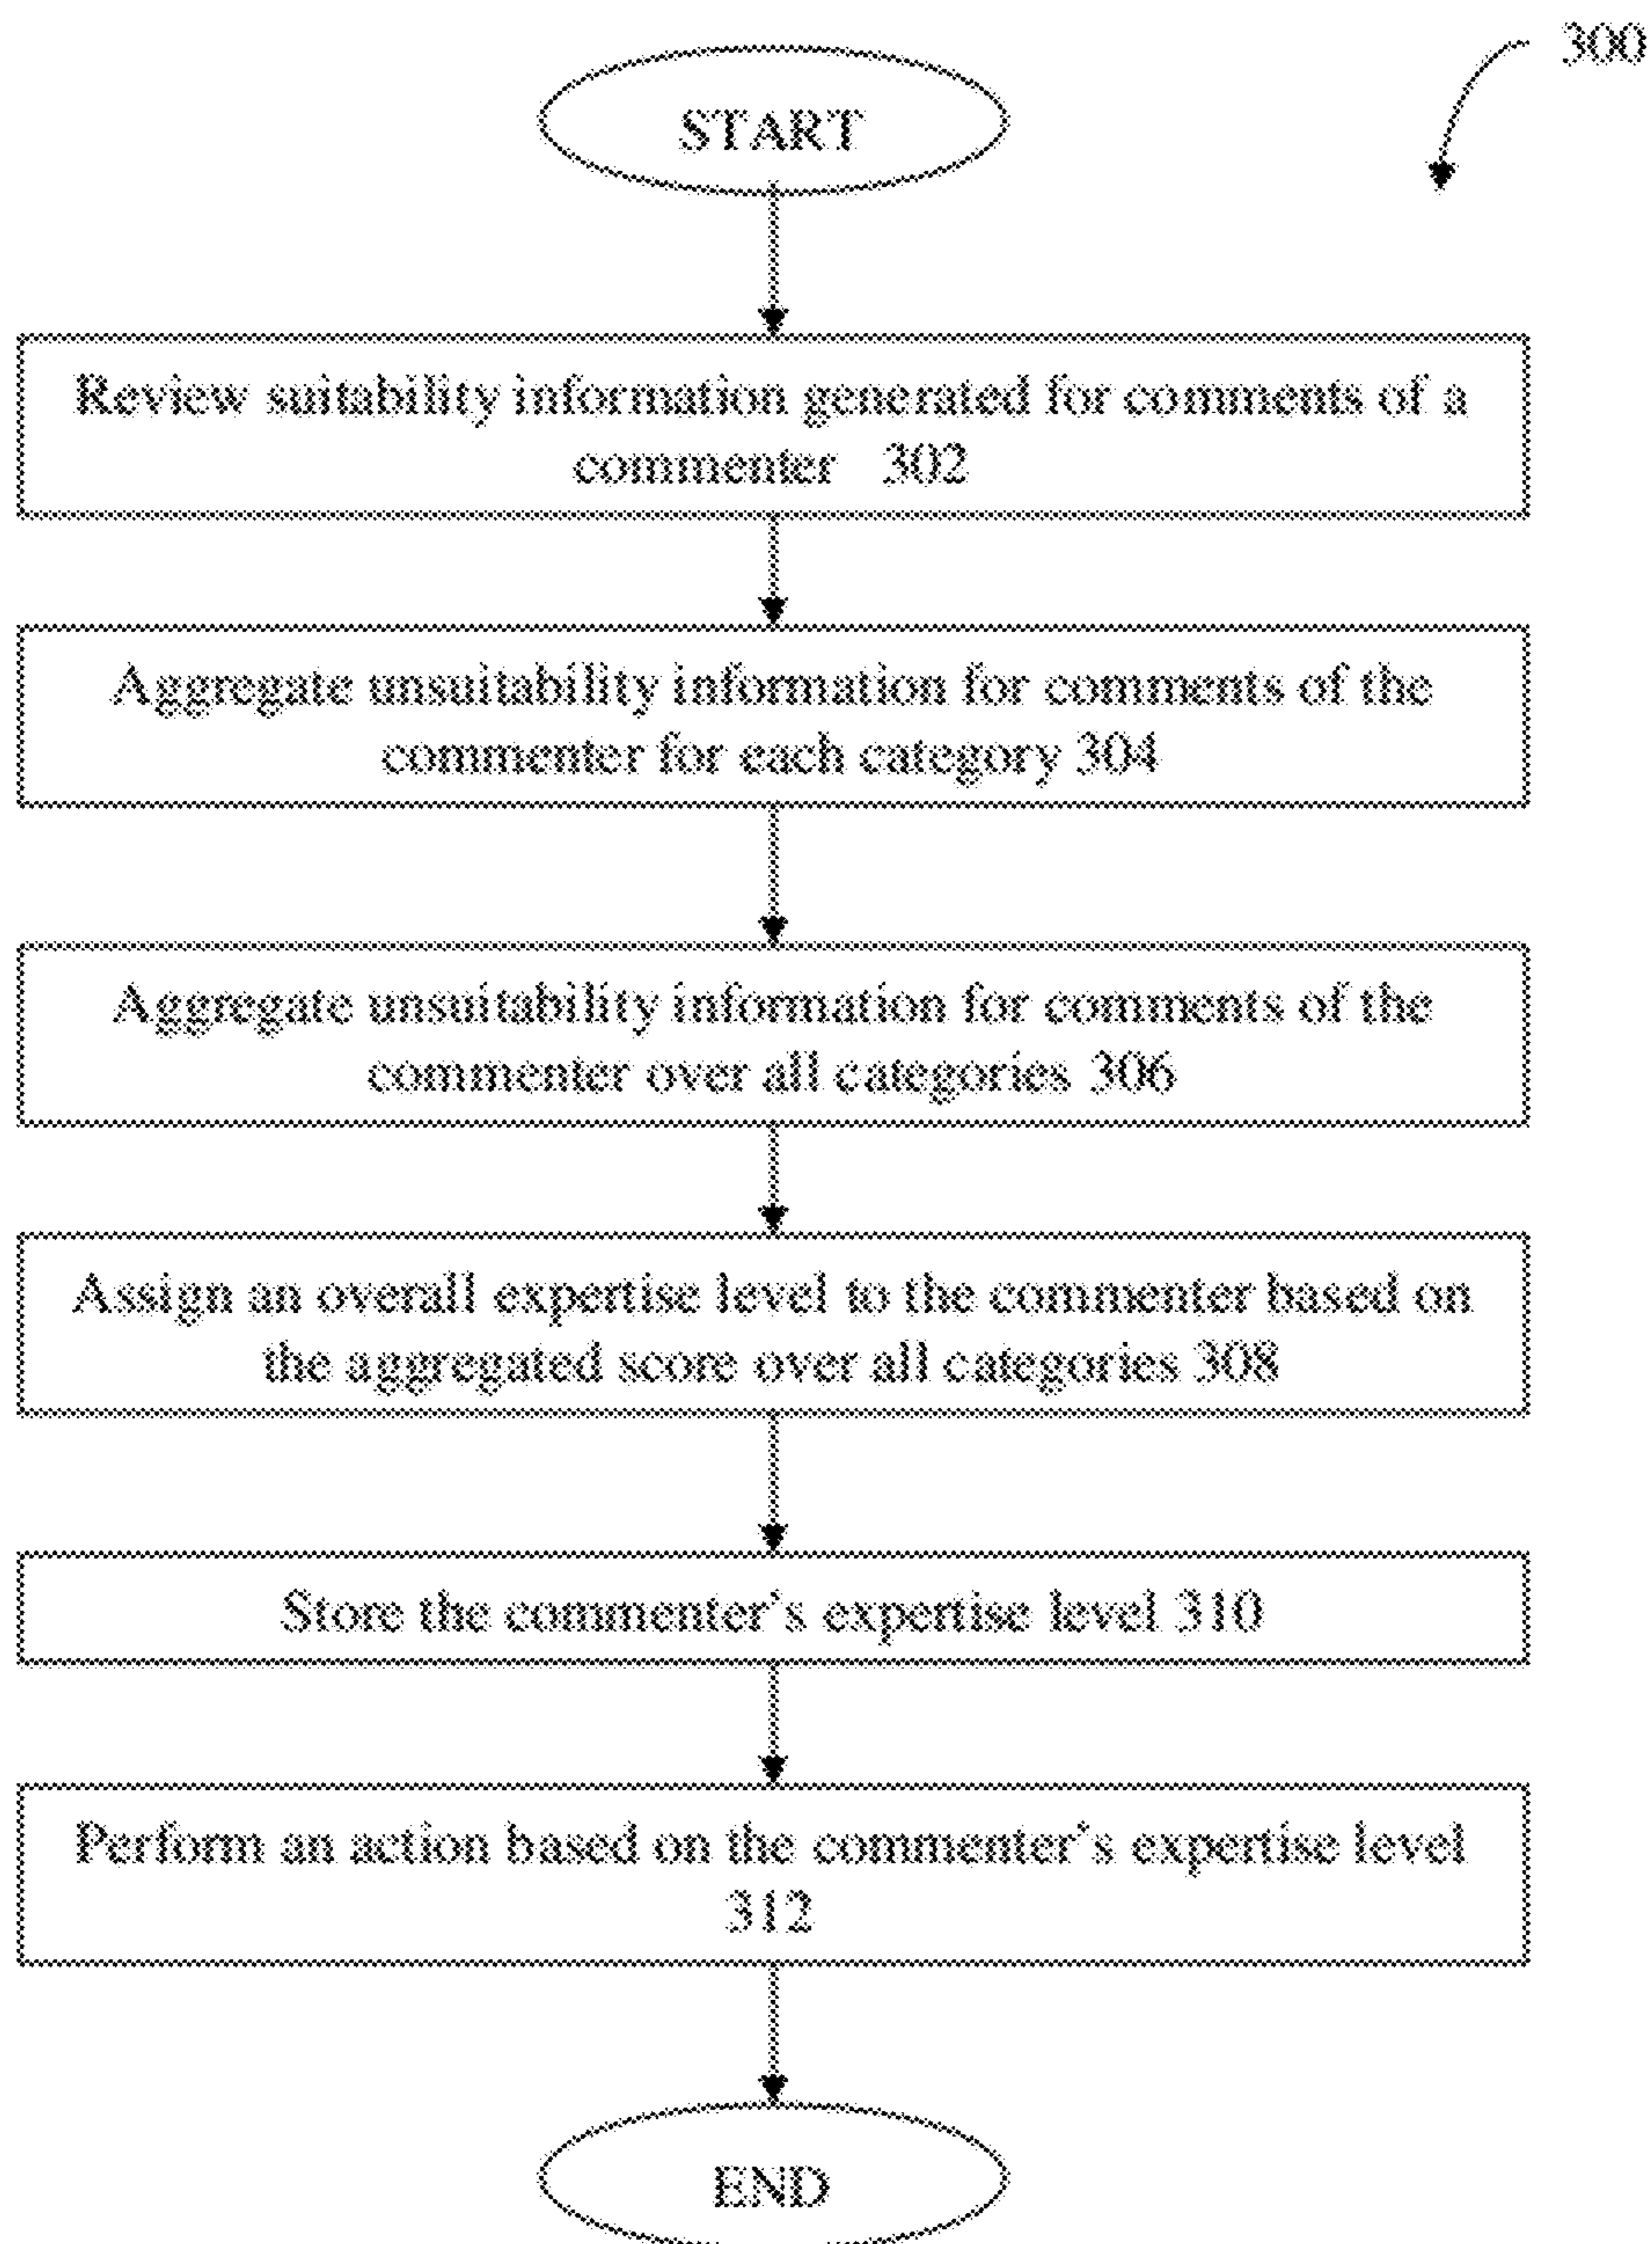 300
START
Review suitability information generated for comments of a
commenter 302
Aggregate unsuitability information for comments of the
commenter for each category 304
Aggregate unsuitability information for comments of the
commenter over all categories 306
Assign an overall expertise level to the commenter based on
the aggregated score over all categories 308
Store the commenter's expertise level 310
Perform an action based on the commenter's expertise level
312
END